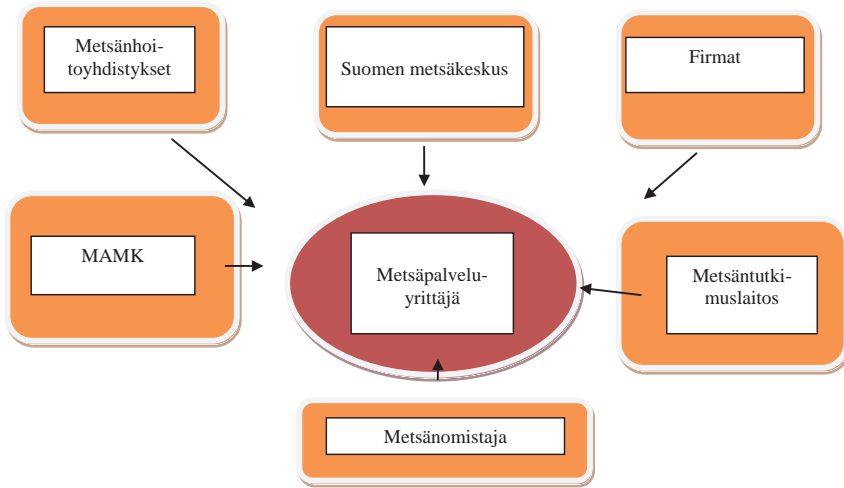 Metsänhoi-
toyhdistykset
Suomen metsäkeskus
Firmat
MAMK
Metsäpalvelu-
yrittäjä
Metsäntutki-
muslaitos
Metsänomistaja